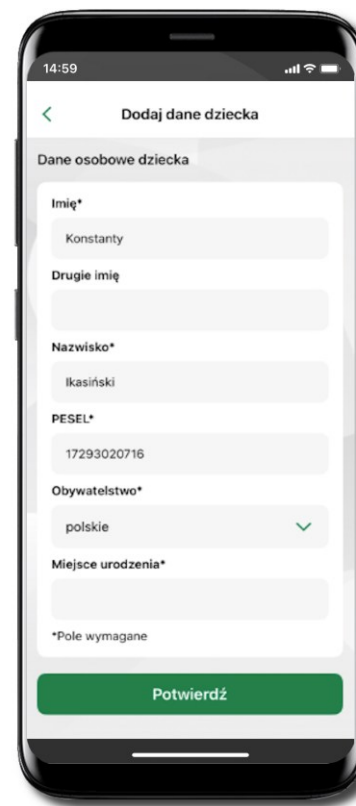 14:59
Dodaj dane dziecka
Dane osobowe dziecka
Imię*
Konstanty
Drugie imię
Nazwisko*
Ikasiński
PESEL*
17293020716
Obywatelstwo*
polskie
Miejsce urodzenia*
*Pole wymagane
Potwierdź